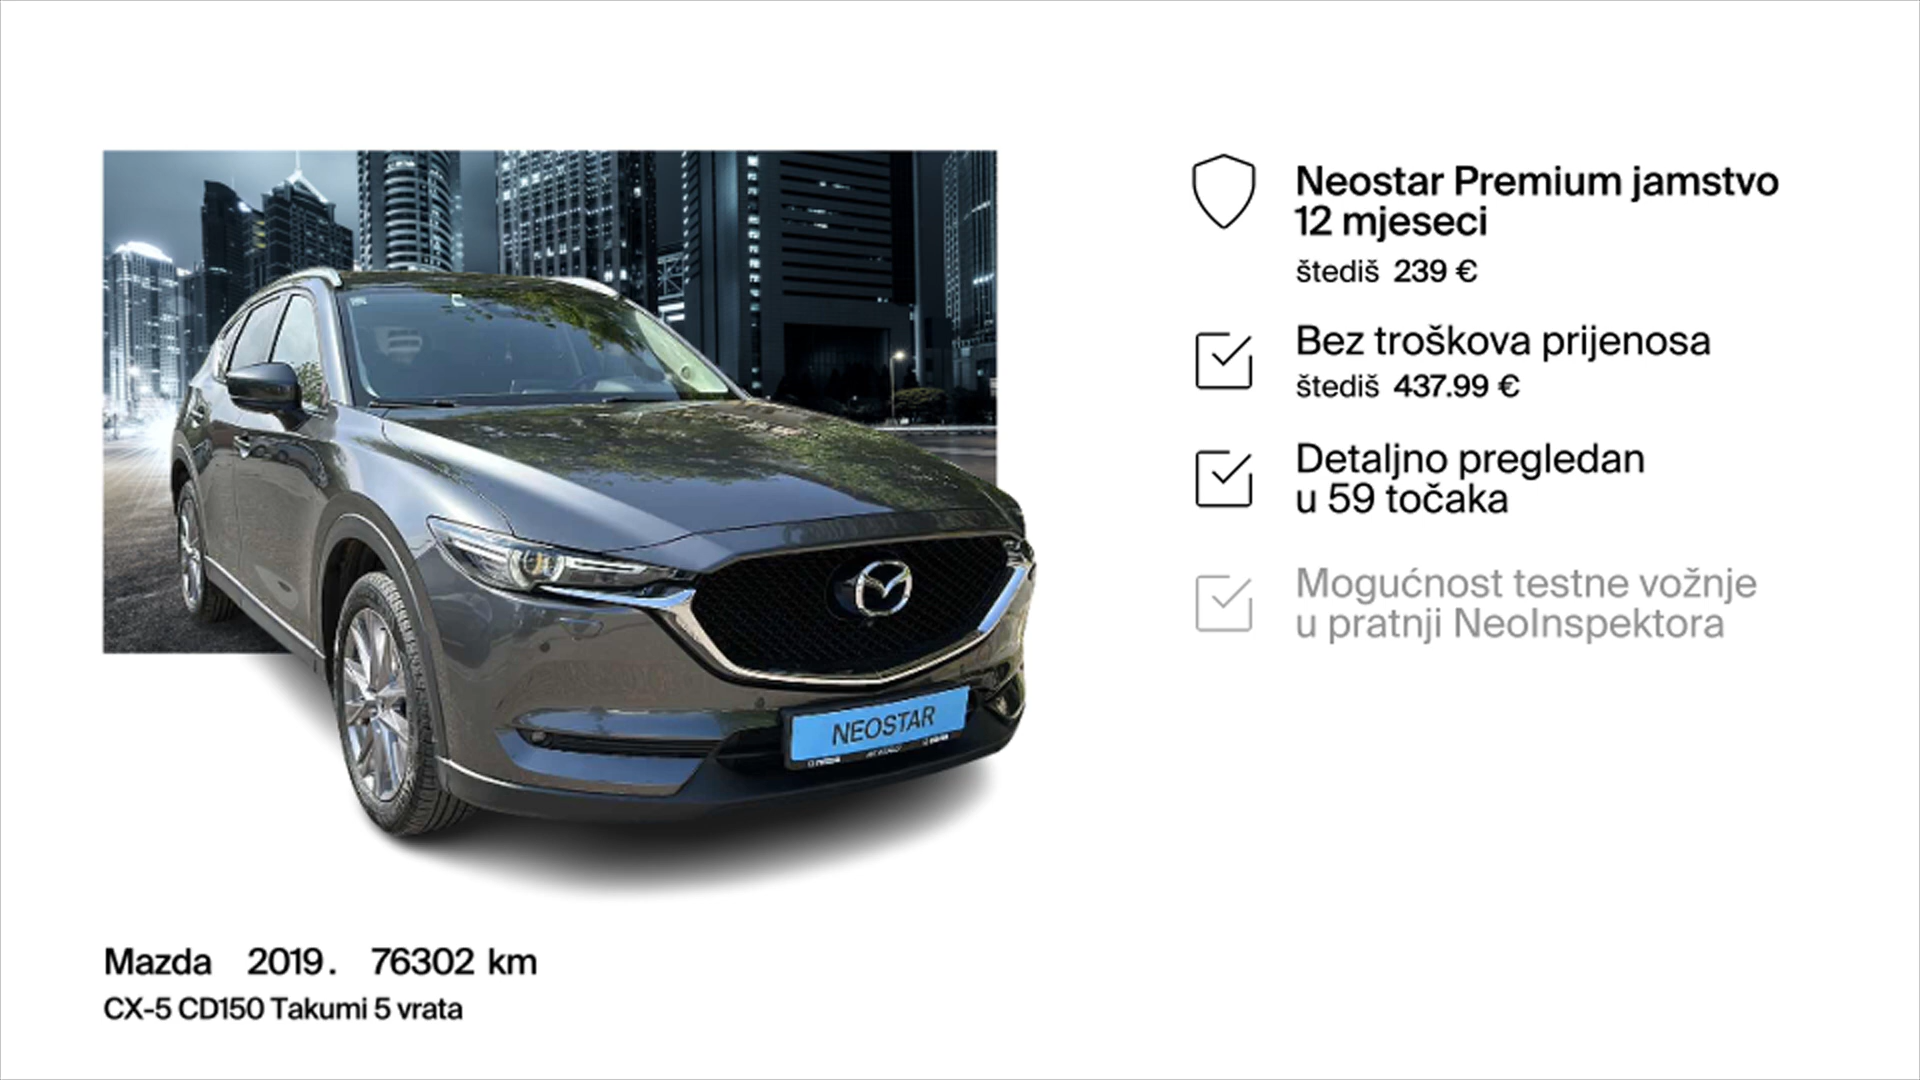 Neostar Premium jamstvo
12 mjeseci
štediš 239 €
Bez troškova prijenosa
štediš 437.99 €
Detaljno pregledan
u 59 točaka
Mogućnost testne vožnje
u pratnji NeoInspektora
NEOSTAR
Mazda 2019. 76302 km
CX-5 CD150 Takumi 5 vrata